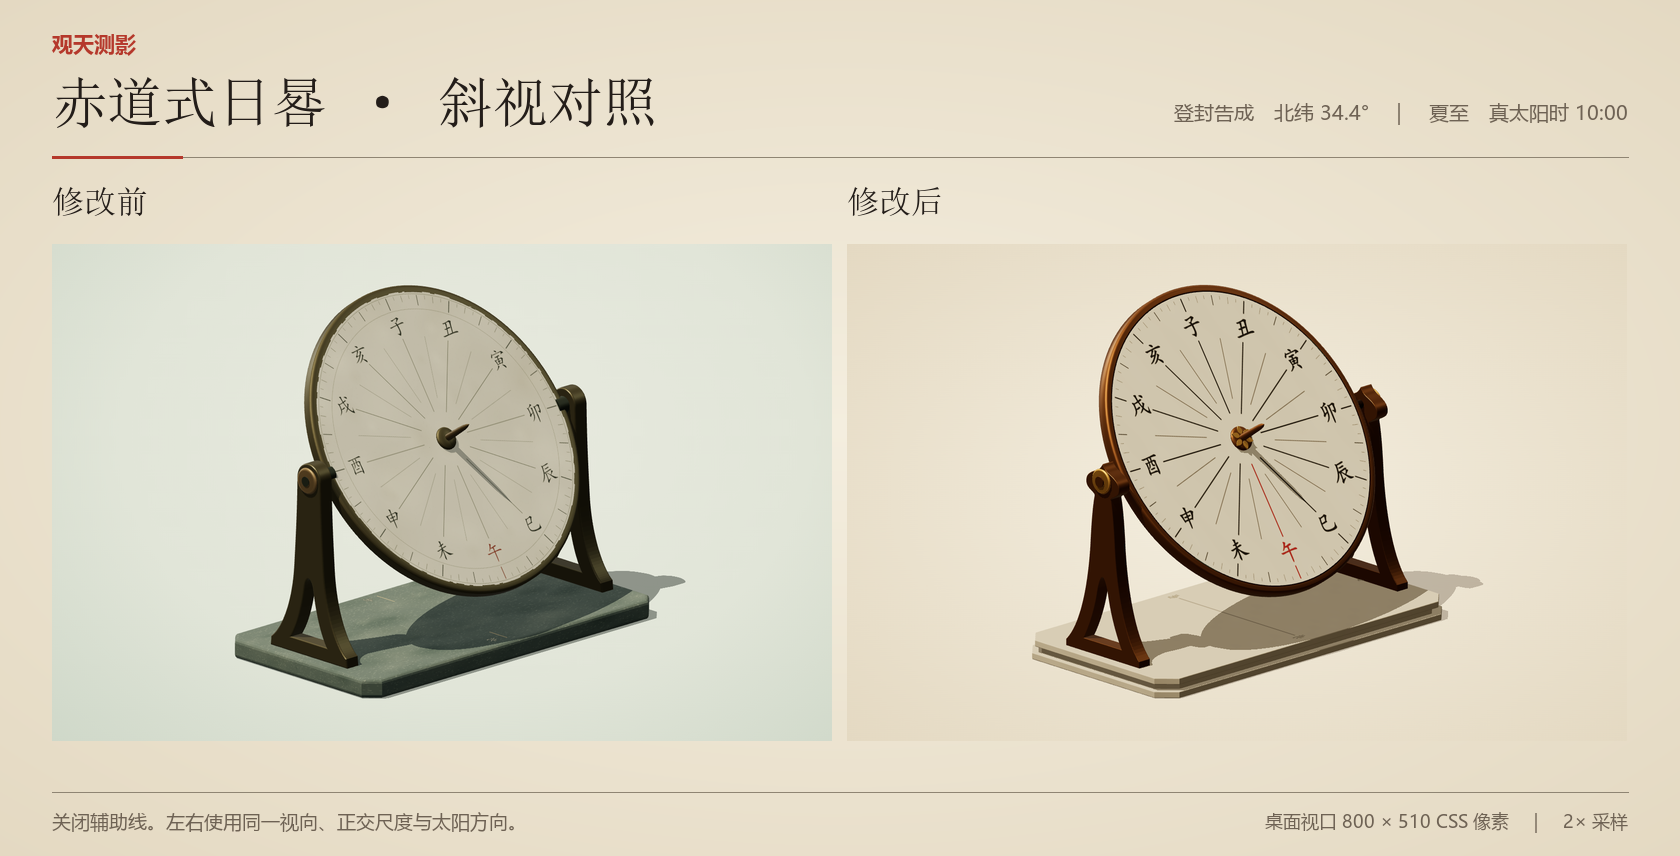 观天测影
赤道式日晷 · 斜视对照
登封告成 北纬 34.4° | 夏至 真太阳时 10:00
修改前
修改后
子 丑 寅 卯 辰 巳 午 未 申 酉 戌 亥
子 丑 寅 卯 辰 巳 午 未 申 酉 戌 亥
关闭辅助线。左右使用同一视向、正交尺度与太阳方向。
桌面视口 800 × 510 CSS 像素 | 2× 采样